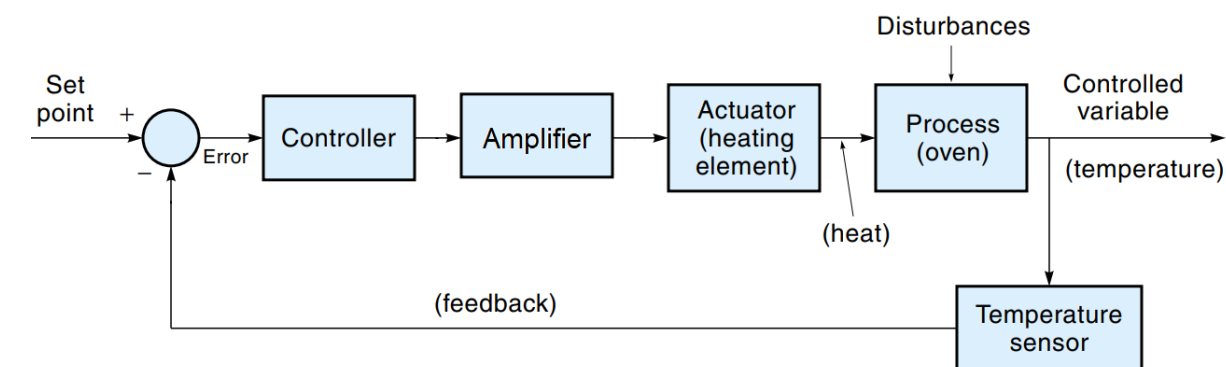 Disturbances
Set
point
+
−
Error
Controller
Amplifier
Actuator
(heating
element)
(heat)
Process
(oven)
Controlled
variable
(temperature)
(feedback)
Temperature
sensor